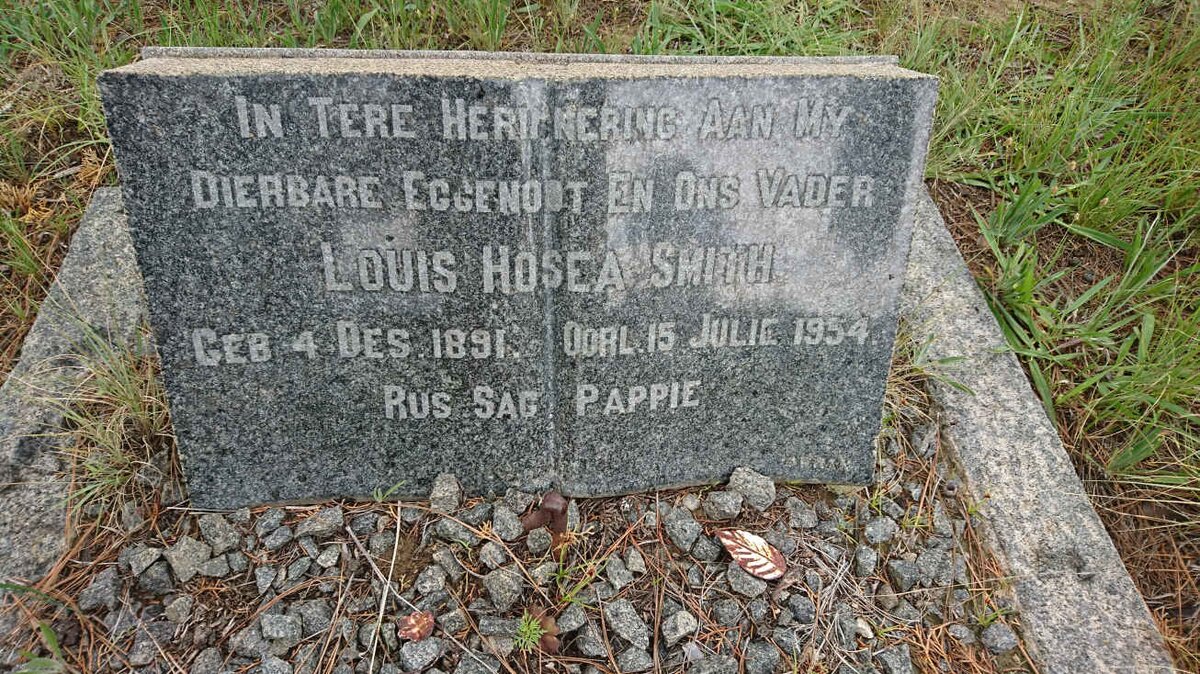 IN TERE HERINNERING AAN MY
DIERBARE EGGENOOT EN ONS VADER
LOUIS HOSEA SMITH
GEB 4 DES. 1891. OORL. 15 JULIE 1954.
RUS SAG PAPPIE